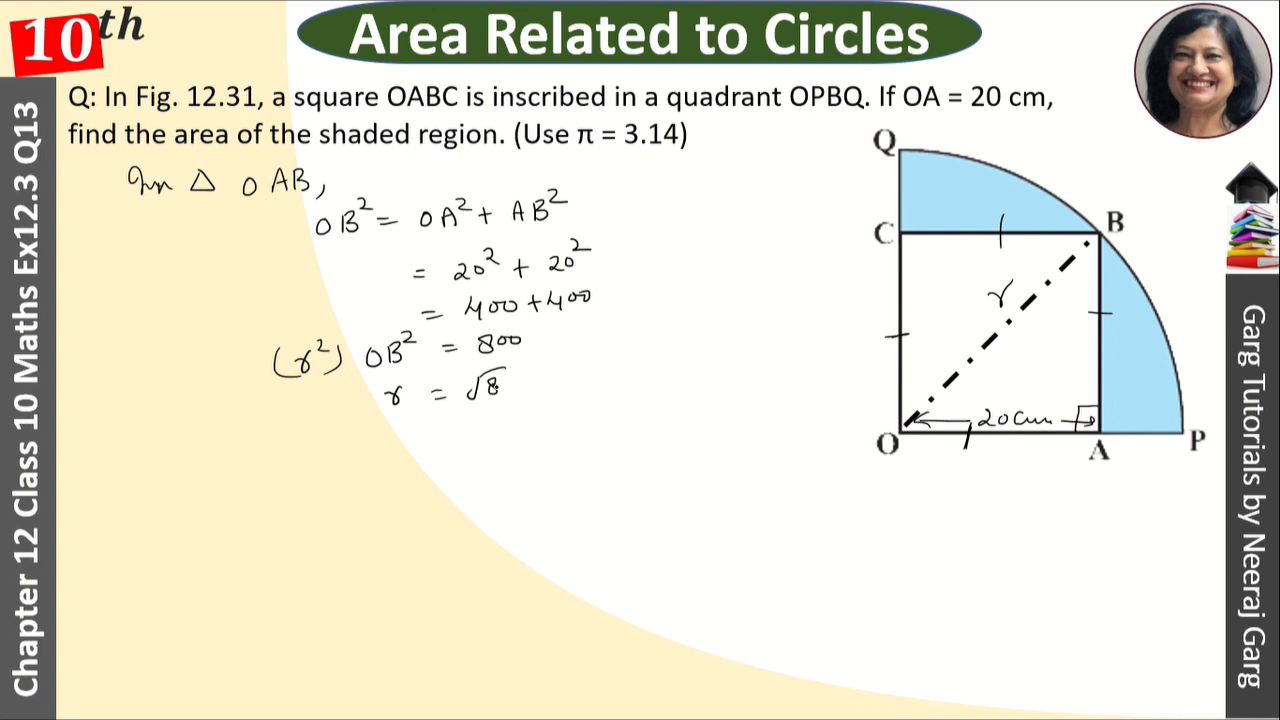 10th
Area Related to Circles
Chapter 12 Class 10 Maths Ex12.3 Q13
Q: In Fig. 12.31, a square OABC is inscribed in a quadrant OPBQ. If OA = 20 cm,
find the area of the shaded region. (Use π = 3.14)
In △ OAB,
OB² = OA² + AB²
= 20² + 20²
= 400 + 400
(r²) OB² = 800
r = √8
Q
C
B
r
20cm
O
A
P
Garg Tutorials by Neeraj Garg